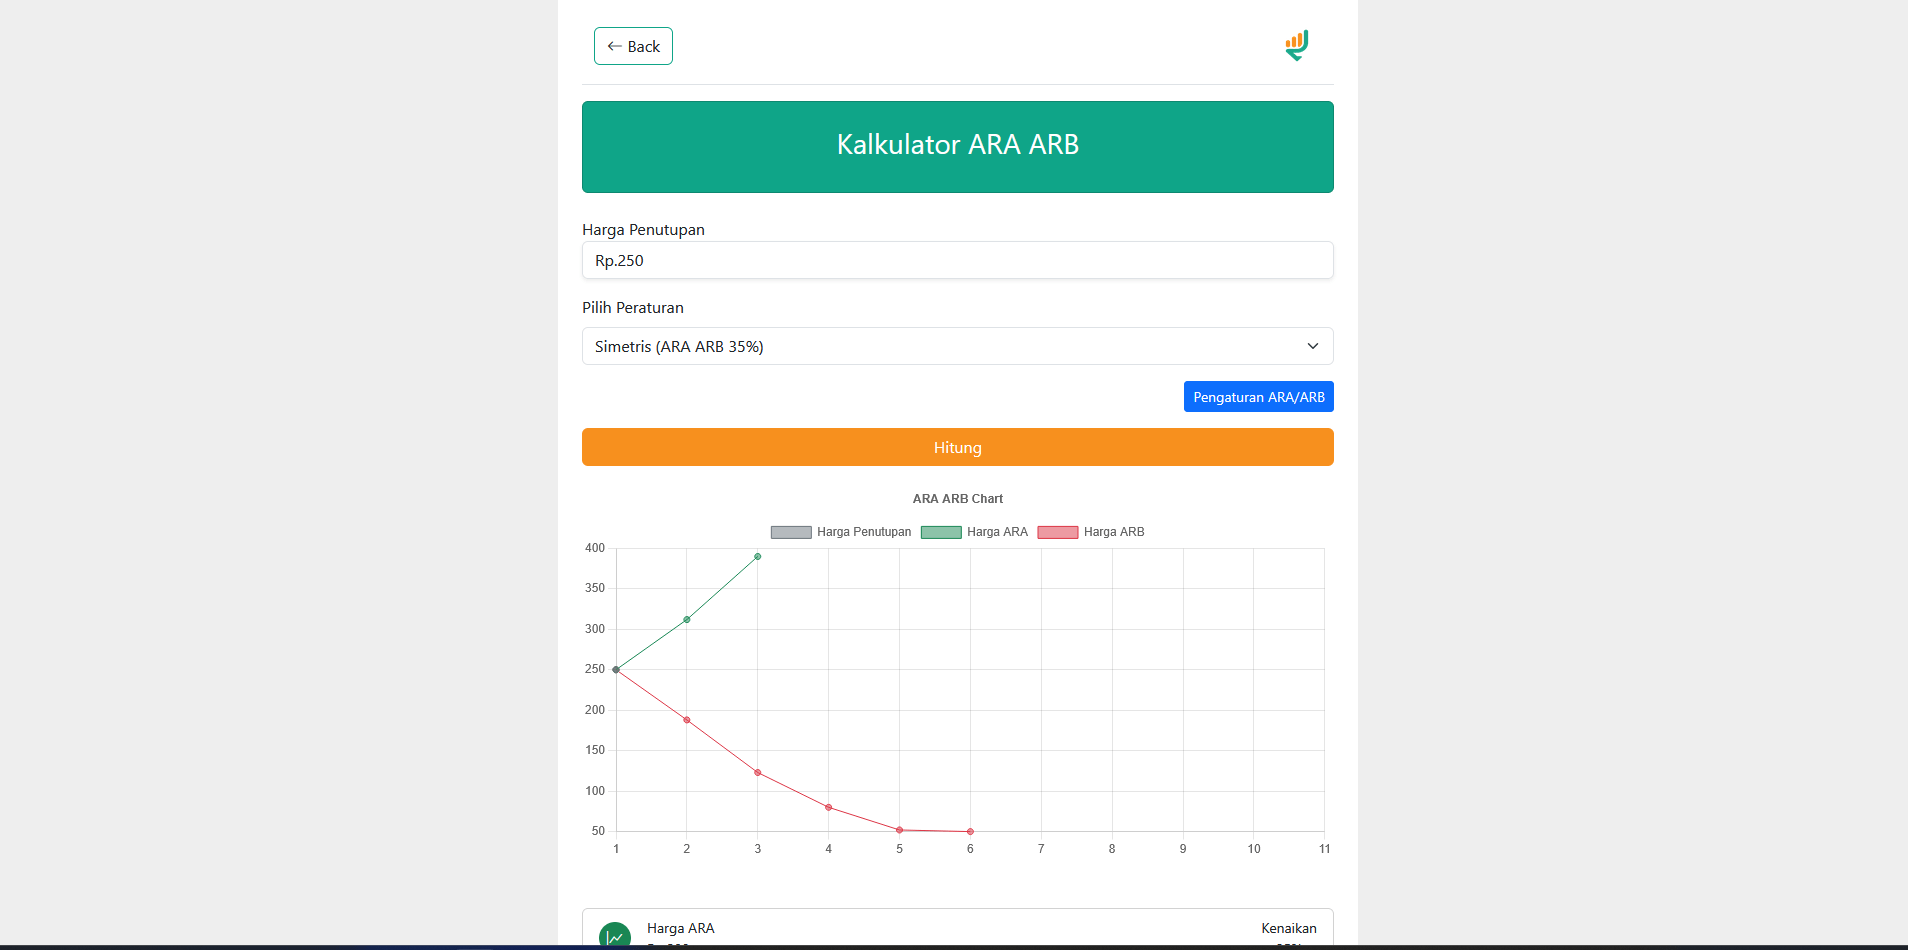 ← Back
Kalkulator ARA ARB
Harga Penutupan
Rp.250
Pilih Peraturan
Simetris (ARA ARB 35%)
Pengaturan ARA/ARB
Hitung
ARA ARB Chart
Harga Penutupan Harga ARA Harga ARB
400
350
300
250
200
150
100
50
1 2 3 4 5 6 7 8 9 10 11
Harga ARA Kenaikan